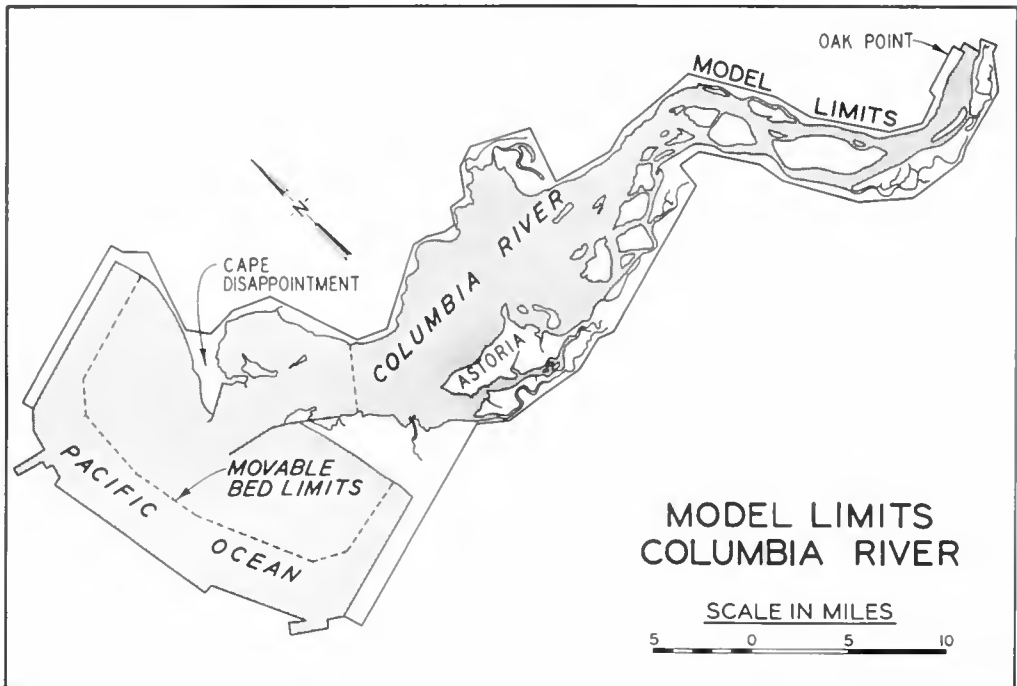 OAK POINT
MODEL
LIMITS
N
CAPE
DISAPPOINTMENT
COLUMBIA RIVER
ASTORIA
MOVABLE
BED LIMITS
PACIFIC OCEAN
MODEL LIMITS
COLUMBIA RIVER
SCALE IN MILES
5 0 5 10